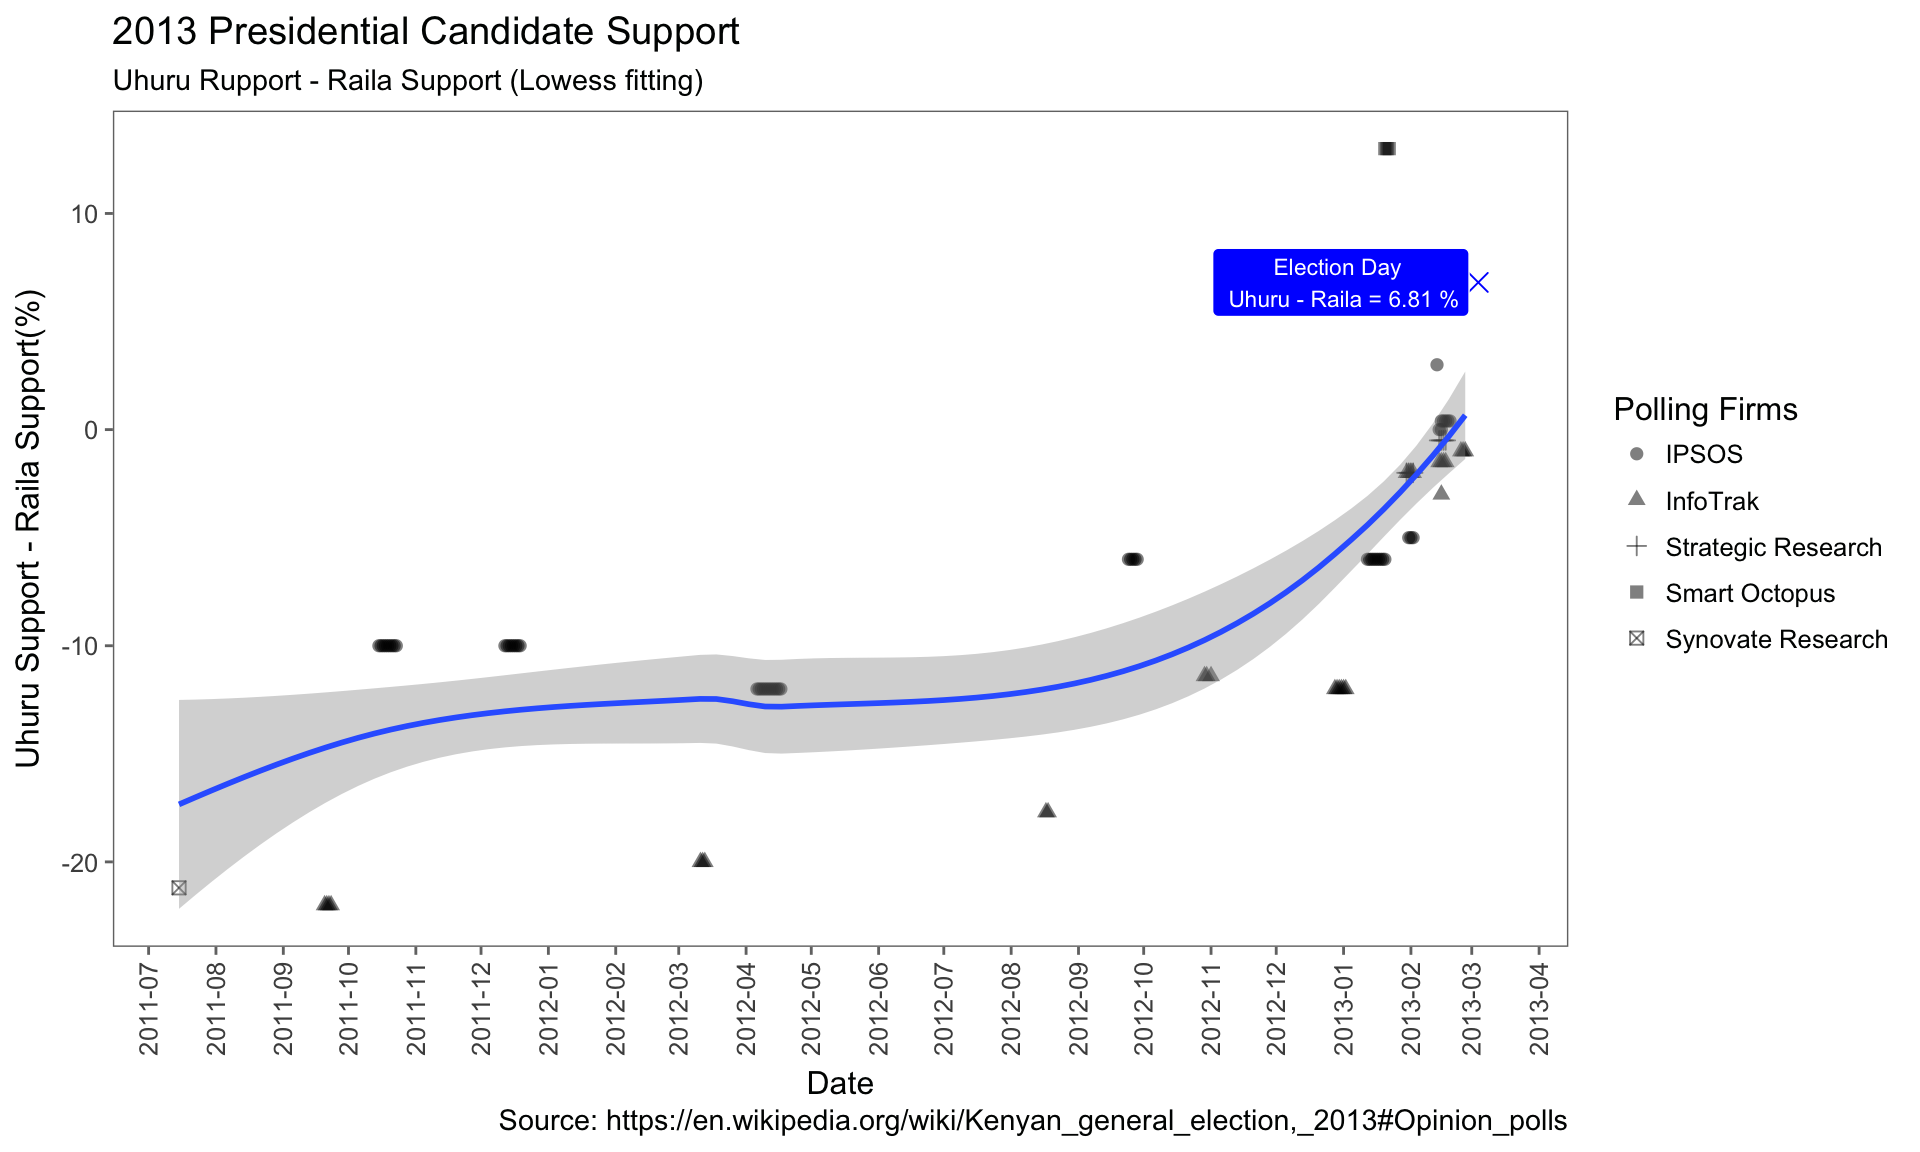 2013 Presidential Candidate Support
Uhuru Rupport - Raila Support (Lowess fitting)
Uhuru Support - Raila Support(%)
10
0
-10
-20
Election Day
Uhuru - Raila = 6.81 %
Polling Firms
IPSOS
InfoTrak
Strategic Research
Smart Octopus
Synovate Research
2011-07
2011-08
2011-09
2011-10
2011-11
2011-12
2012-01
2012-02
2012-03
2012-04
2012-05
2012-06
2012-07
2012-08
2012-09
2012-10
2012-11
2012-12
2013-01
2013-02
2013-03
2013-04
Date
Source: https://en.wikipedia.org/wiki/Kenyan_general_election,_2013#Opinion_polls